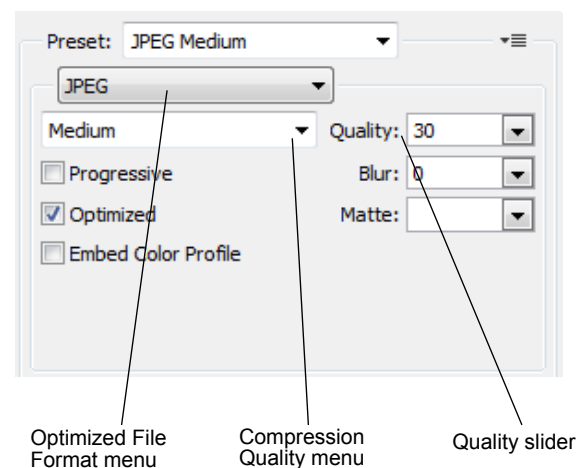 Preset: JPEG Medium
JPEG
Medium Quality: 30
Progressive Blur: 0
Optimized Matte:
Embed Color Profile
Optimized File Format menu
Compression Quality menu
Quality slider